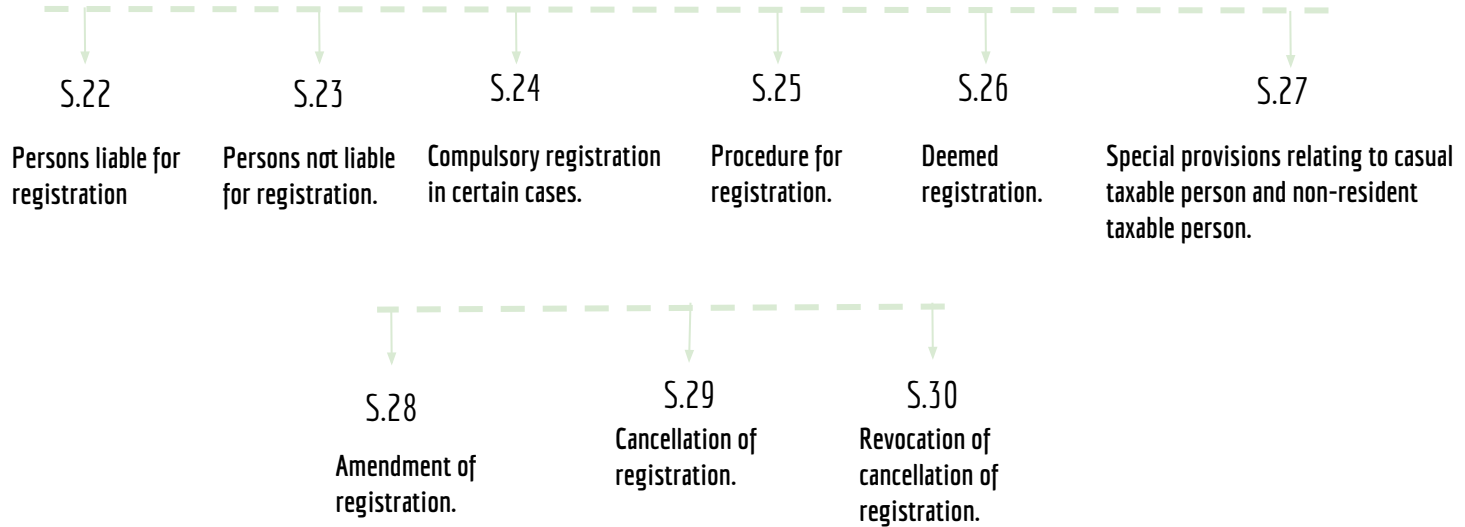 S.22
Persons liable for
registration
S.23
Persons not liable
for registration.
S.24
Compulsory registration
in certain cases.
S.25
Procedure for
registration.
S.26
Deemed
registration.
S.27
Special provisions relating to casual
taxable person and non-resident
taxable person.
S.28
Amendment of
registration.
S.29
Cancellation of
registration.
S.30
Revocation of
cancellation of
registration.